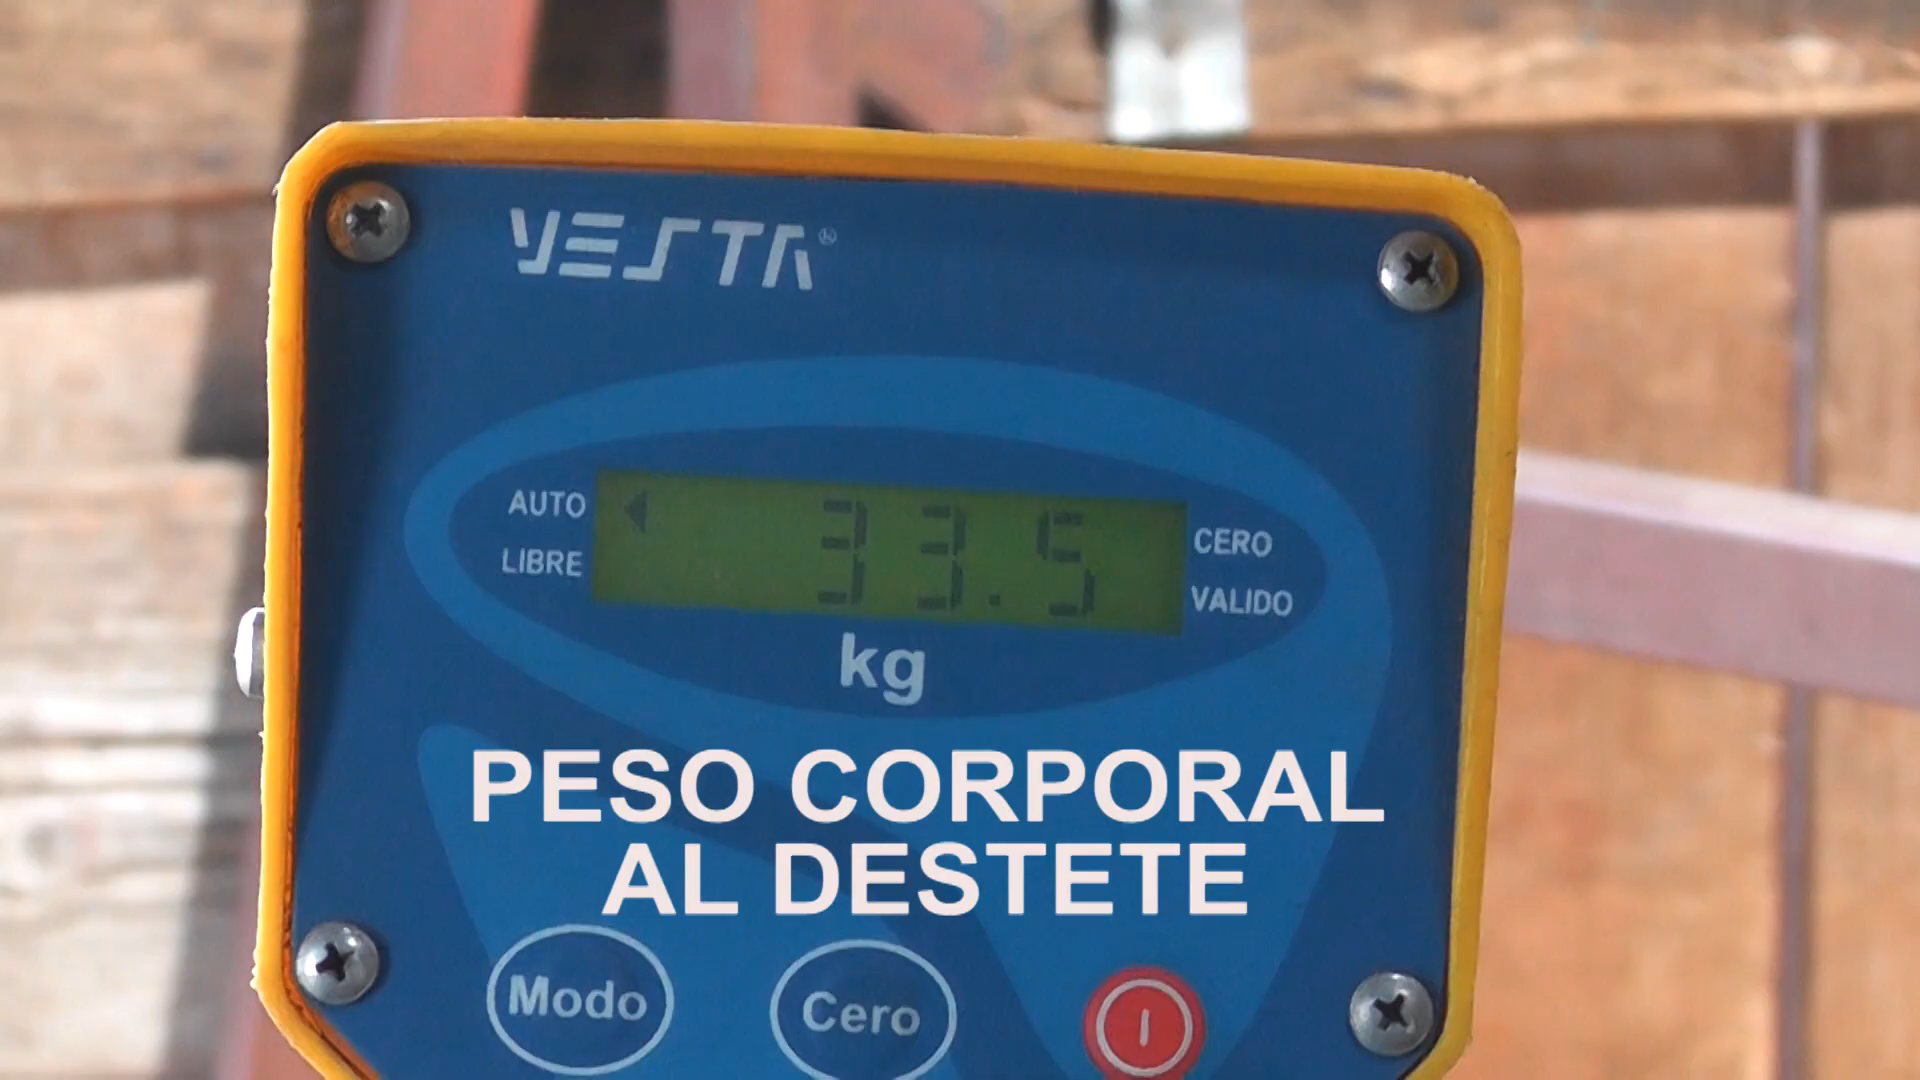 VESTA®
AUTO
33.5
CERO
LIBRE
VALIDO
kg
PESO CORPORAL
AL DESTETE
Modo
Cero